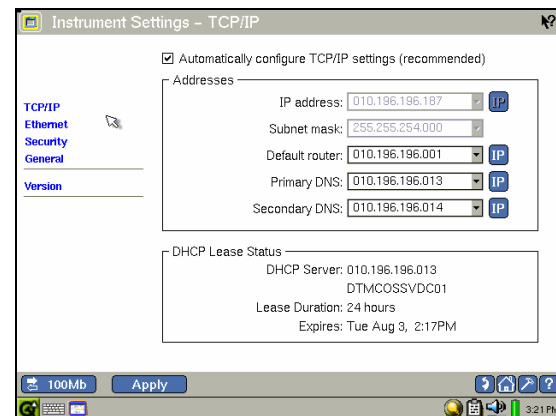 Instrument Settings - TCP/IP
?
Automatically configure TCP/IP settings (recommended)
TCP/IP
Ethernet
Security
General
Version
Addresses
IP address: 010.196.196.187 IP
Subnet mask: 255.255.254.000
Default router: 010.196.196.001 IP
Primary DNS: 010.196.196.013 IP
Secondary DNS: 010.196.196.014 IP
DHCP Lease Status
DHCP Server: 010.196.196.013
DTMCOSSVDC01
Lease Duration: 24 hours
Expires: Tue Aug 3, 2:17PM
100Mb Apply ?
3:21 PM